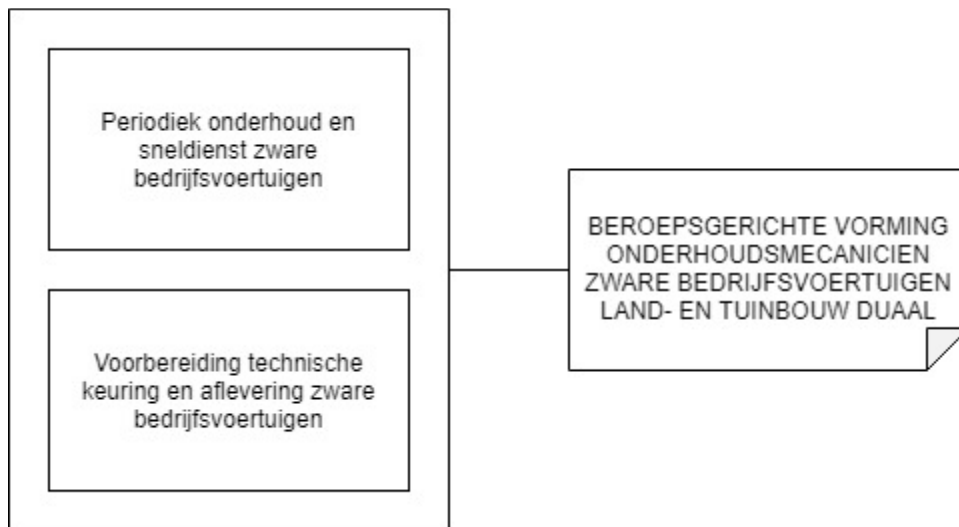 Periodiek onderhoud en
sneldienst zware
bedrijfsvoertuigen
Voorbereiding technische
keuring en aflevering zware
bedrijfsvoertuigen
BEROEPSGERICHTE VORMING
ONDERHOUDSMECANICIEN
ZWARE BEDRIJFSVOERTUIGEN
LAND- EN TUINBOUW DUAAL